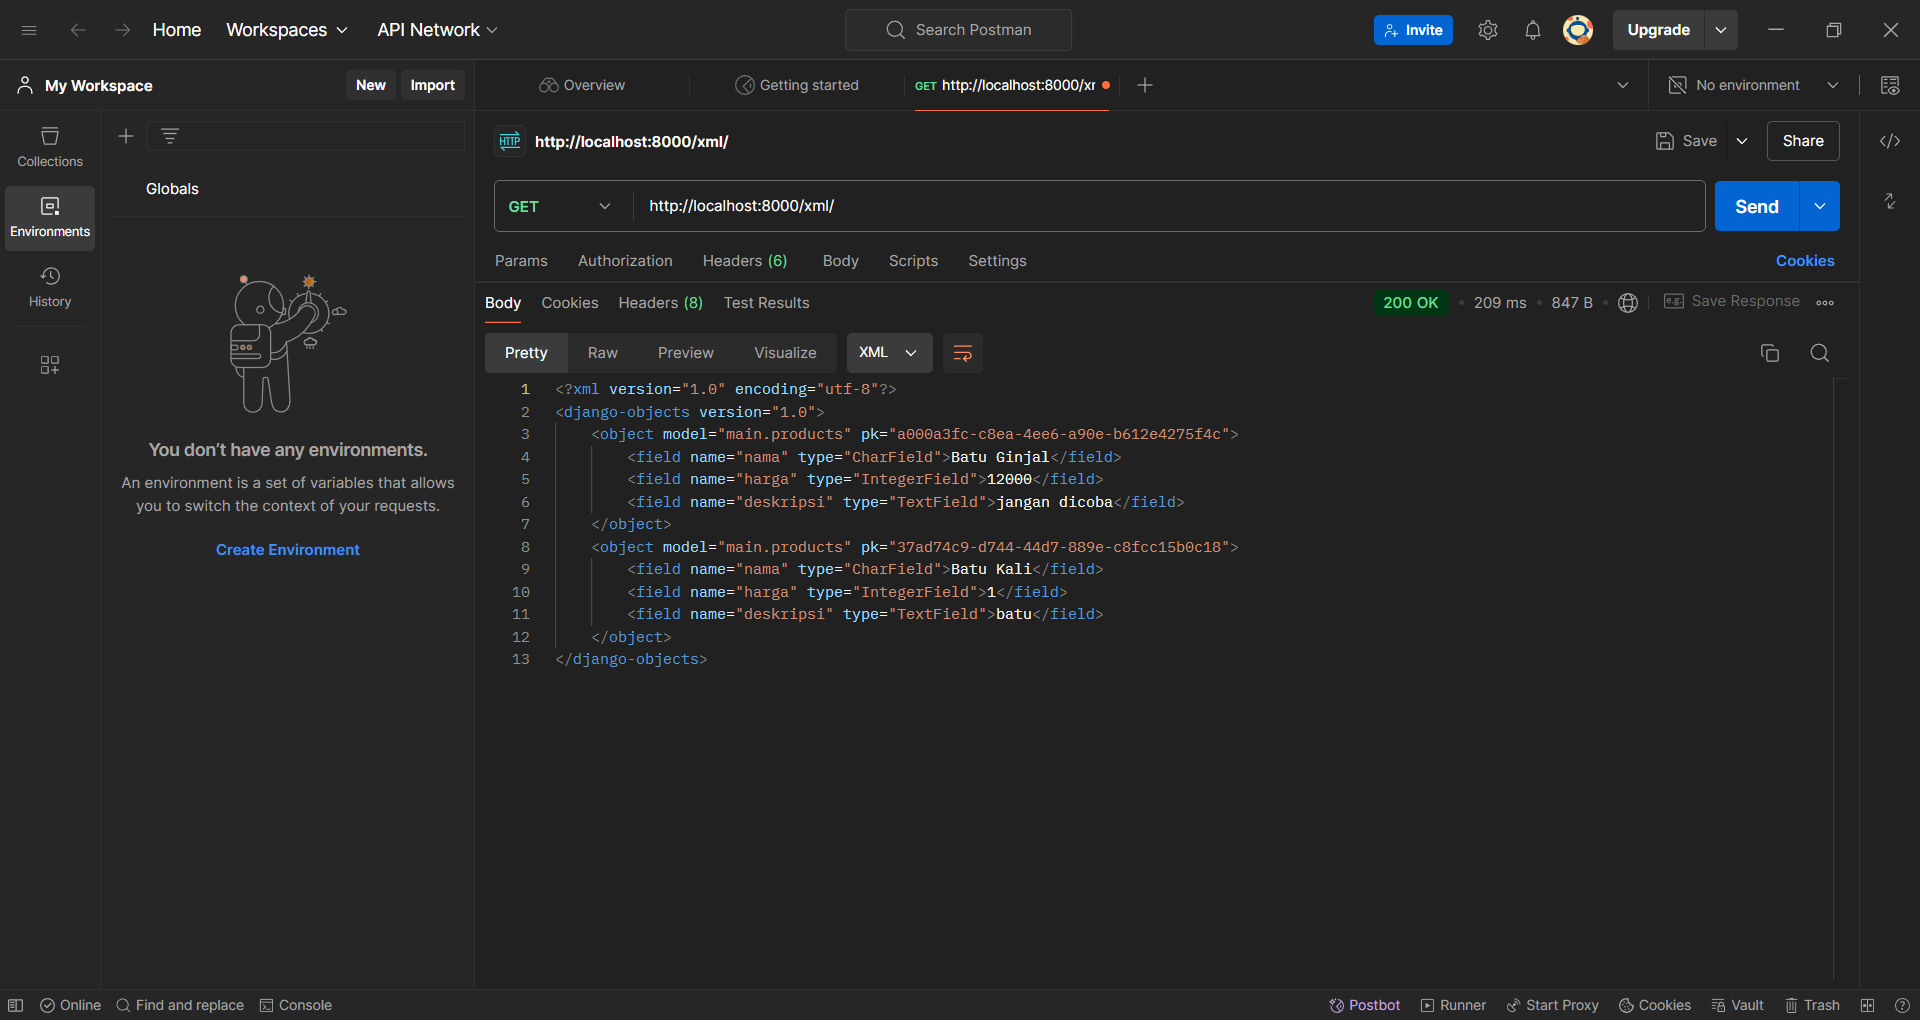 Home Workspaces API Network Search Postman Invite Upgrade
My Workspace New Import Overview Getting started GET http://localhost:8000/xr No environment
Collections
Environments
History
Globals
You don’t have any environments.
An environment is a set of variables that allows
you to switch the context of your requests.
Create Environment
HTTP http://localhost:8000/xml/ Save Share
GET http://localhost:8000/xml/ Send
Params Authorization Headers (6) Body Scripts Settings Cookies
Body Cookies Headers (8) Test Results 200 OK • 209 ms • 847 B • e.g. Save Response
Pretty Raw Preview Visualize XML
1 <?xml version="1.0" encoding="utf-8"?>
2 <django-objects version="1.0">
3 <object model="main.products" pk="a000a3fc-c8ea-4ee6-a90e-b612e4275f4c">
4 <field name="nama" type="CharField">Batu Ginjal</field>
5 <field name="harga" type="IntegerField">12000</field>
6 <field name="deskripsi" type="TextField">jangan dicoba</field>
7 </object>
8 <object model="main.products" pk="37ad74c9-d744-44d7-889e-c8fcc15b0c18">
9 <field name="nama" type="CharField">Batu Kali</field>
10 <field name="harga" type="IntegerField">1</field>
11 <field name="deskripsi" type="TextField">batu</field>
12 </object>
13 </django-objects>
Online Find and replace Console Postbot Runner Start Proxy Cookies Vault Trash